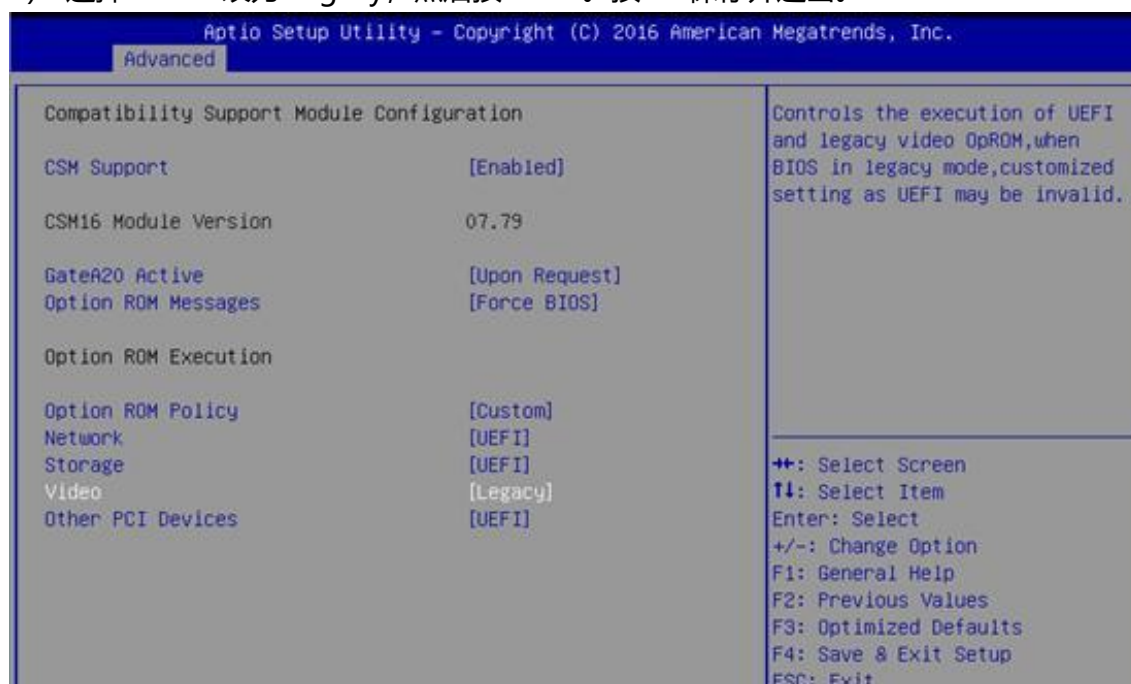 Aptio Setup Utility - Copyright (C) 2016 American Megatrends, Inc.
Advanced
Compatibility Support Module Configuration
CSM Support [Enabled]
CSM16 Module Version 07.79
GateA20 Active [Upon Request]
Option ROM Messages [Force BIOS]
Option ROM Execution
Option ROM Policy [Custom]
Network [UEFI]
Storage [UEFI]
Video [Legacy]
Other PCI Devices [UEFI]
Controls the execution of UEFI
and legacy video OpROM,when
BIOS in legacy mode,customized
setting as UEFI may be invalid.
→←: Select Screen
↑↓: Select Item
Enter: Select
+/-: Change Option
F1: General Help
F2: Previous Values
F3: Optimized Defaults
F4: Save & Exit Setup
ESC: Exit